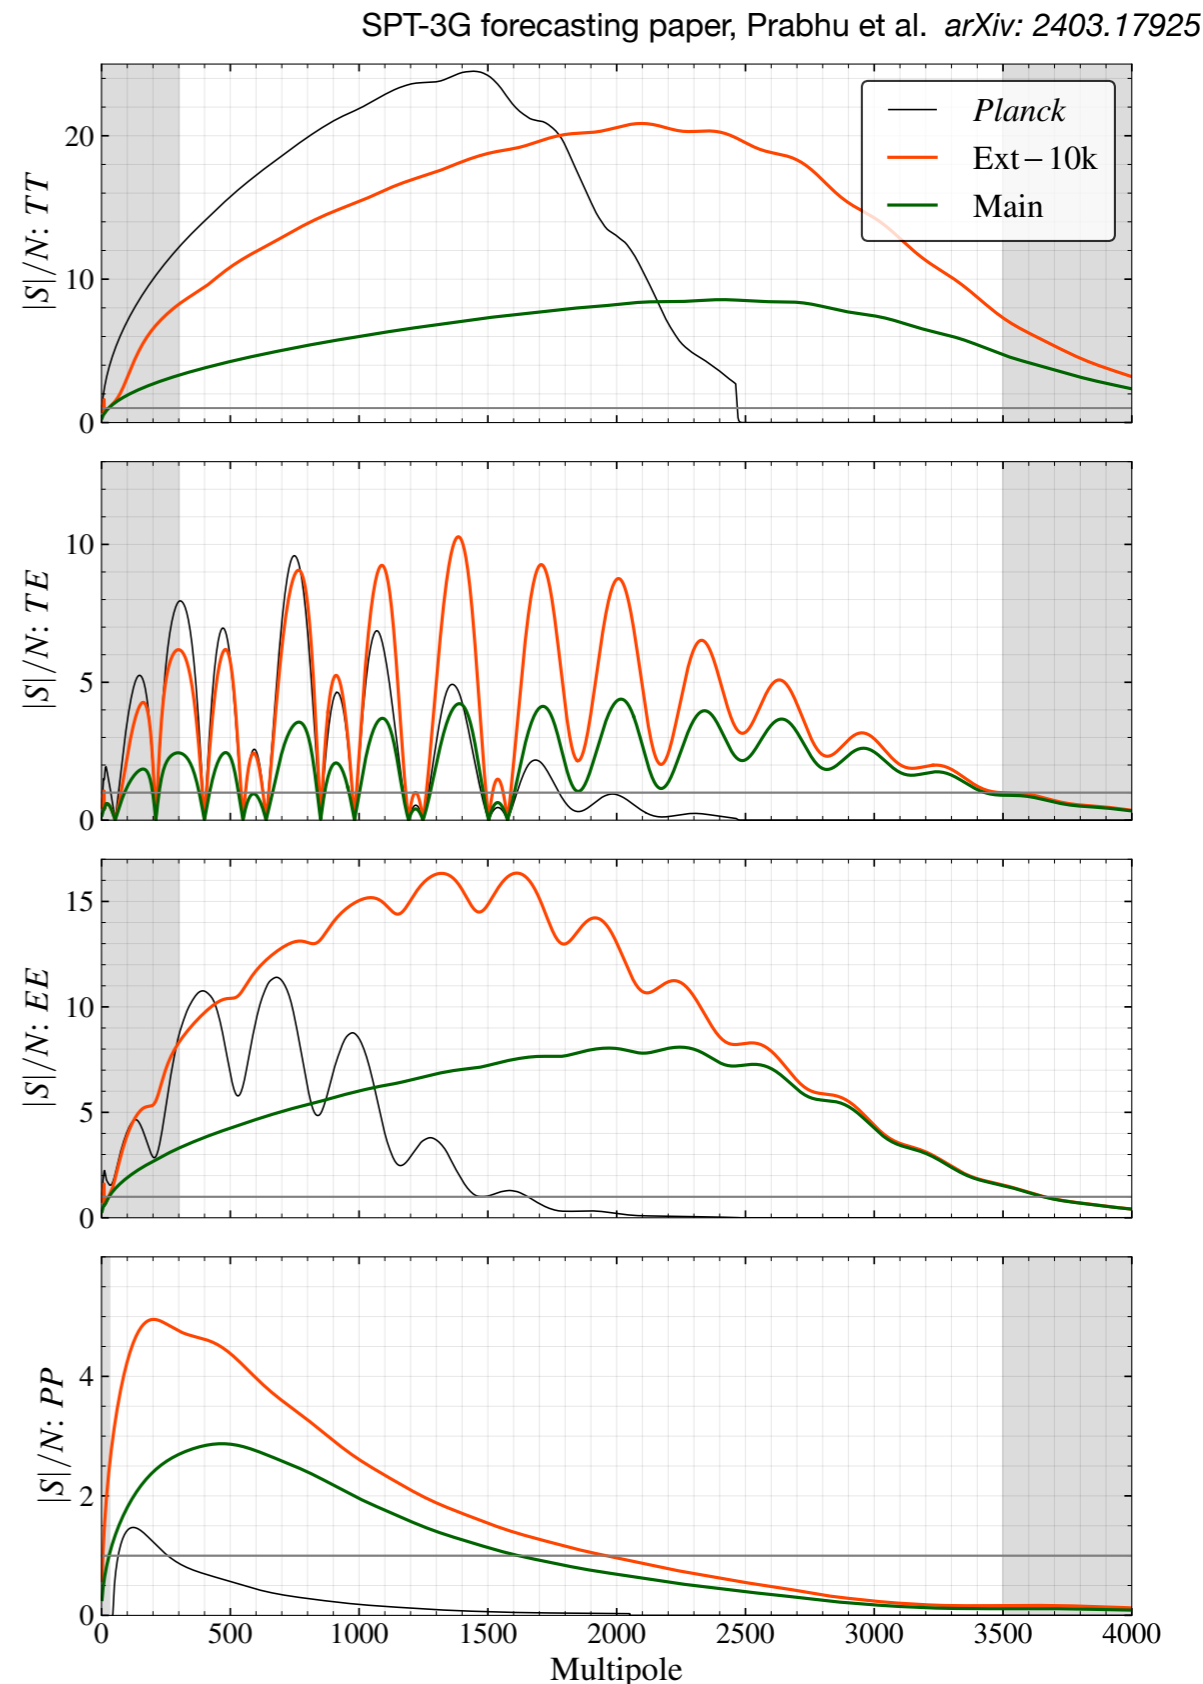 SPT-3G forecasting paper, Prabhu et al. arXiv: 2403.17925
|S|/N: TT
20
10
0
Planck
Ext−10k
Main
|S|/N: TE
10
5
0
|S|/N: EE
15
10
5
0
|S|/N: PP
4
2
0
0 500 1000 1500 2000 2500 3000 3500 4000
Multipole